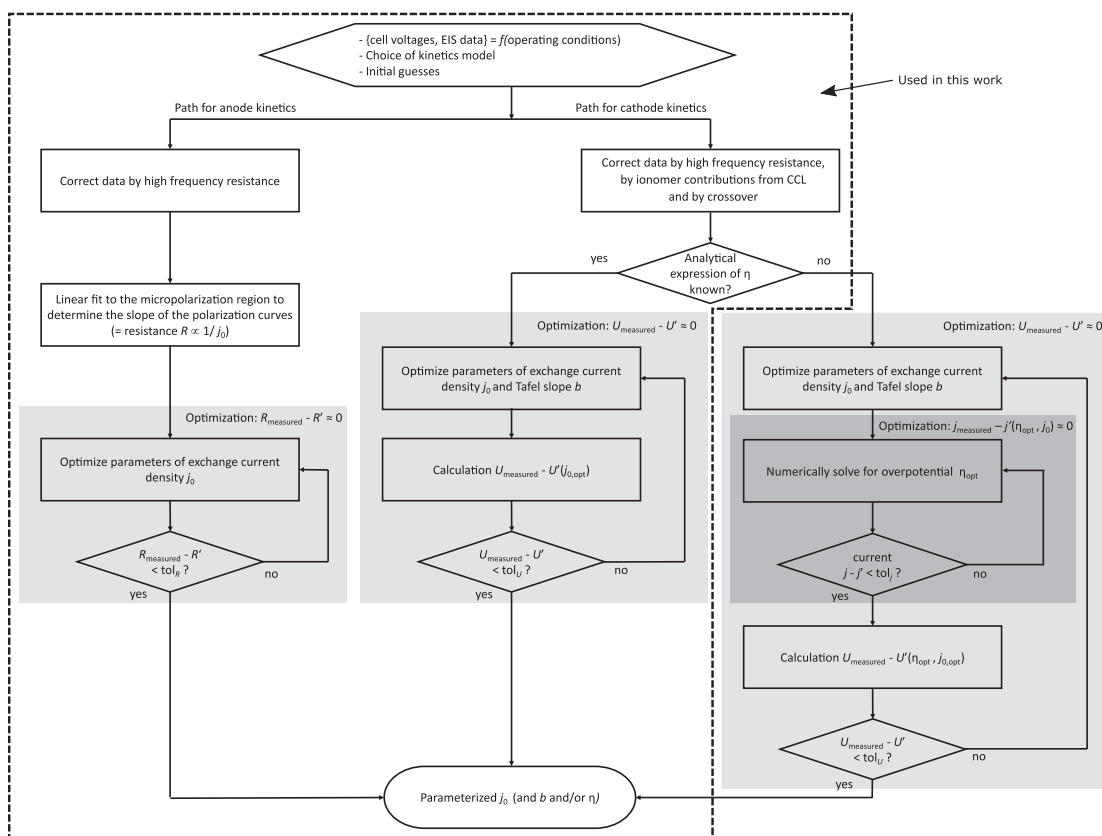 - {cell voltages, EIS data} = f(operating conditions)
- Choice of kinetics model
- Initial guesses
Used in this work
Path for anode kinetics
Path for cathode kinetics
Correct data by high frequency resistance
Correct data by high frequency resistance,
by ionomer contributions from CCL
and by crossover
Analytical
expression of η
known?
yes
no
Linear fit to the micropolarization region to
determine the slope of the polarization curves
(= resistance R ∝ 1/ j0)
Optimization: Rmeasured - R' ≈ 0
Optimize parameters of exchange current
density j0
Rmeasured - R'
< tolR ?
no
yes
Optimization: Umeasured - U' ≈ 0
Optimize parameters of exchange current
density j0 and Tafel slope b
Calculation Umeasured - U'(j0,opt)
Umeasured - U'
< tolU ?
no
yes
Optimization: Umeasured - U' ≈ 0
Optimize parameters of exchange current
density j0 and Tafel slope b
Optimization: jmeasured – j'(ηopt , j0) ≈ 0
Numerically solve for overpotential ηopt
current
j - j' < tolj ?
no
yes
Calculation Umeasured - U'(ηopt , j0,opt)
Umeasured - U'
< tolU ?
no
yes
Parameterized j0 (and b and/or η)